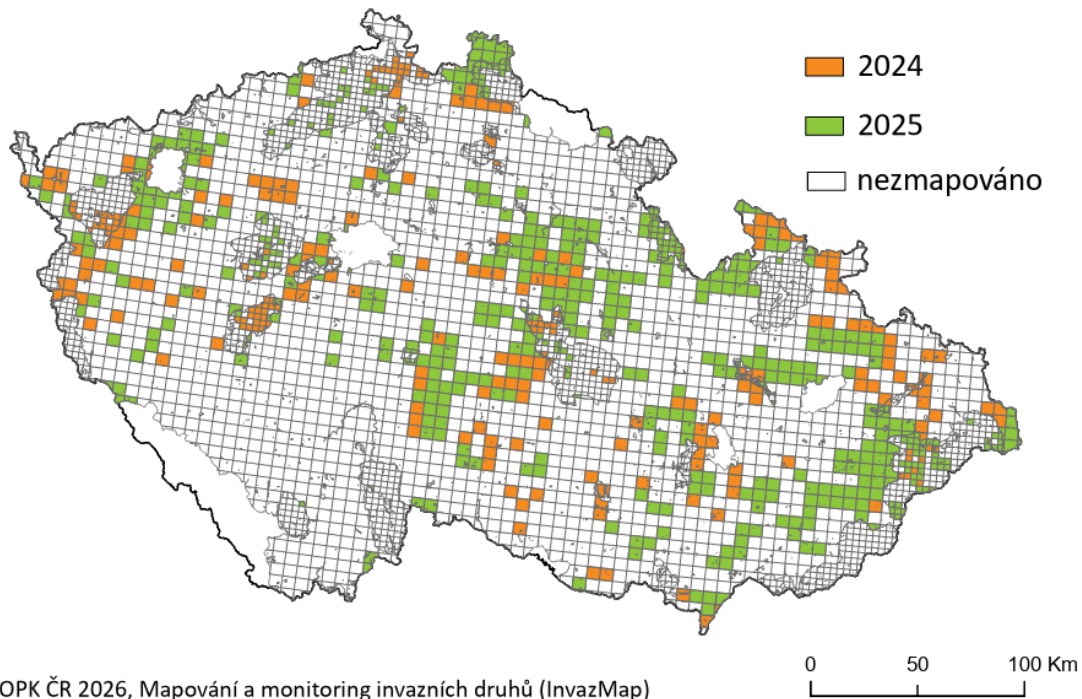 2024
2025
nezmapováno
0 50 100 Km
OPK ČR 2026, Mapování a monitoring invazních druhů (InvazMap)